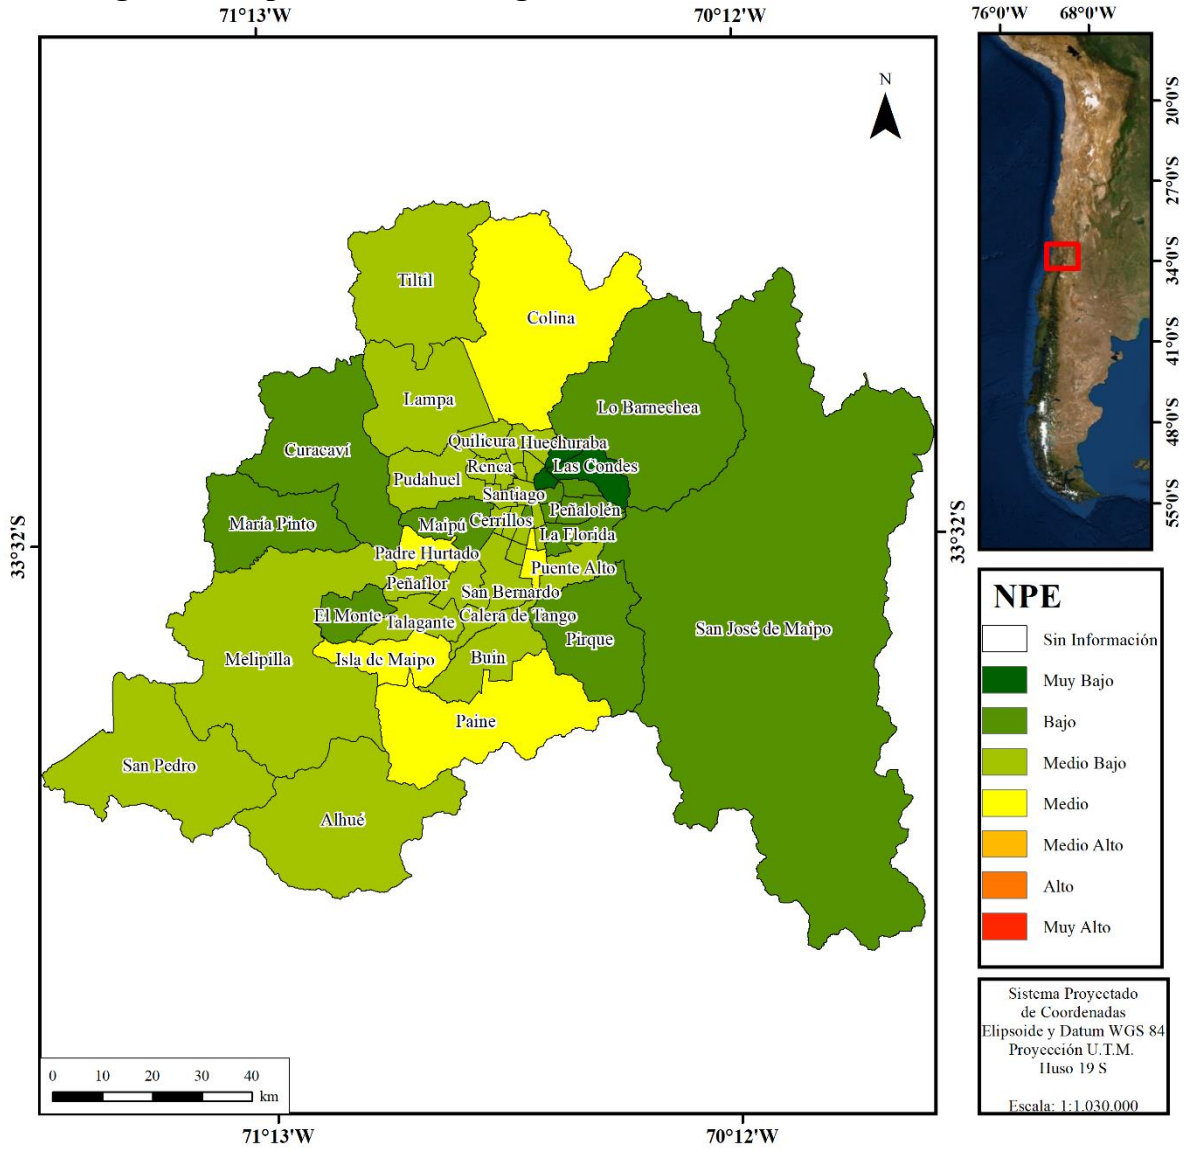 71°13'W
70°12'W
76°0'W
68°0'W
N
20°0'S
27°0'S
34°0'S
41°0'S
48°0'S
55°0'S
33°32'S
33°32'S
Tiltil
Colina
Lampa
Lo Barnechea
Quilicura
Huechuraba
Curacaví
Renca
Las Condes
Pudahuel
Santiago
Peñalolén
María Pinto
Maipú
Cerrillos
La Florida
Padre Hurtado
Puente Alto
Peñaflor
San Bernardo
El Monte
Talagante
Calera de Tango
San José de Maipo
Pirque
Melipilla
Isla de Maipo
Buin
Paine
San Pedro
Alhué
0 10 20 30 40
km
71°13'W
70°12'W
NPE
Sin Información
Muy Bajo
Bajo
Medio Bajo
Medio
Medio Alto
Alto
Muy Alto
Sistema Proyectado
de Coordenadas
Elipsoide y Datum WGS 84
Proyección U.T.M.
Huso 19 S
Escala: 1:1.030.000